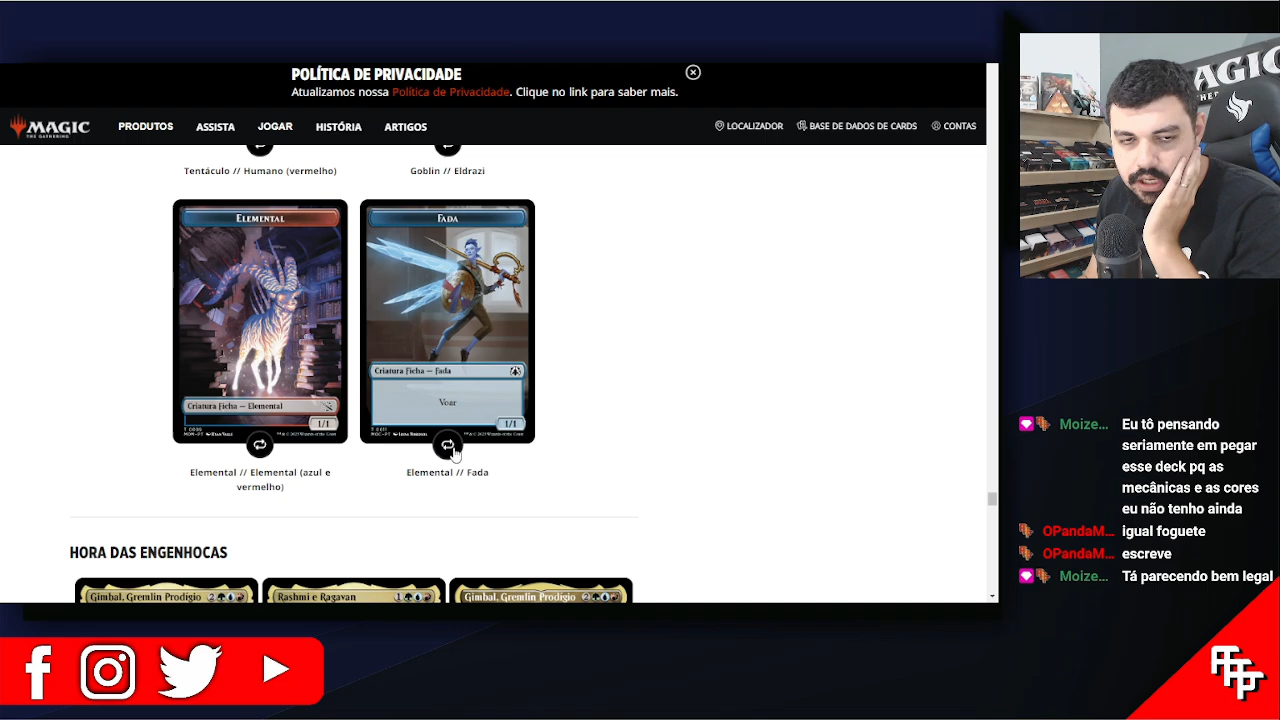 POLÍTICA DE PRIVACIDADE
Atualizamos nossa Política de Privacidade. Clique no link para saber mais.
MAGIC
THE GATHERING
PRODUTOS
ASSISTA
JOGAR
HISTÓRIA
ARTIGOS
LOCALIZADOR
BASE DE DADOS DE CARDS
CONTAS
Tentáculo // Humano (vermelho)
Goblin // Eldrazi
ELEMENTAL
Criatura Ficha — Elemental
1/1
FADA
Criatura Ficha — Fada
Voar
1/1
Elemental // Elemental (azul e
vermelho)
Elemental // Fada
HORA DAS ENGENHOCAS
Gimbal, Gremlin Prodígio
Rashmi e Ragavan
Gimbal, Gremlin Prodígio
AGIC
Moize...
Eu tô pensando
seriamente em pegar
esse deck pq as
mecânicas e as cores
eu não tenho ainda
OPandaM...
igual foguete
OPandaM...
escreve
Moize...
Tá parecendo bem legal